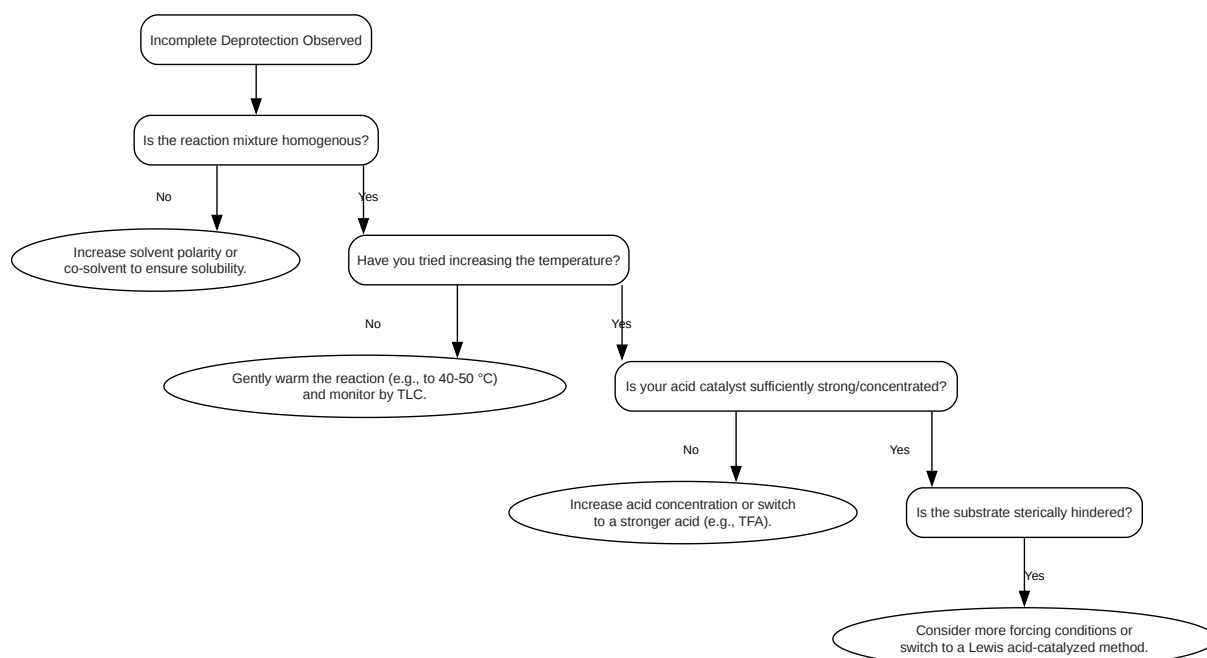 Incomplete Deprotection Observed
Is the reaction mixture homogenous?
No
Yes
Increase solvent polarity or
co-solvent to ensure solubility.
Have you tried increasing the temperature?
No
Yes
Gently warm the reaction (e.g., to 40-50 °C)
and monitor by TLC.
Is your acid catalyst sufficiently strong/concentrated?
No
Yes
Increase acid concentration or switch
to a stronger acid (e.g., TFA).
Is the substrate sterically hindered?
Yes
Consider more forcing conditions or
switch to a Lewis acid-catalyzed method.